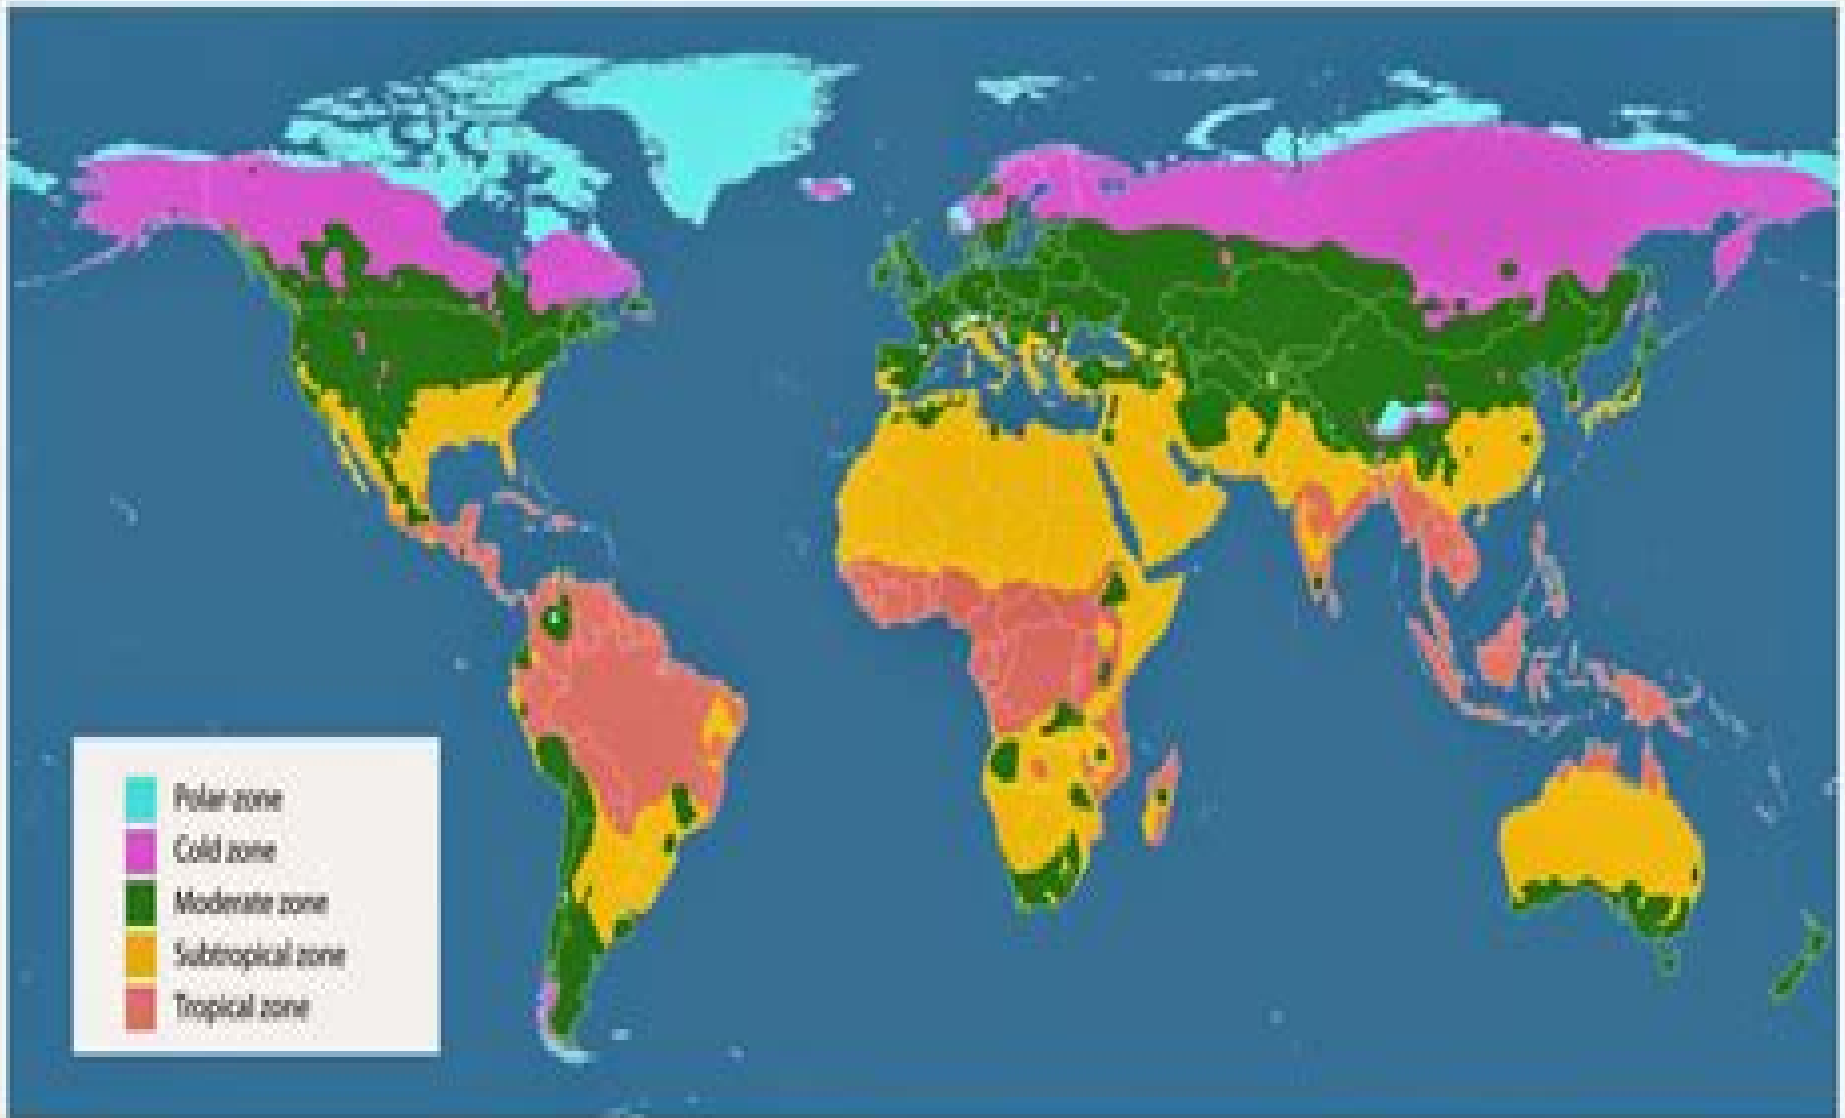 Polar zone
Cold zone
Moderate zone
Subtropical zone
Tropical zone